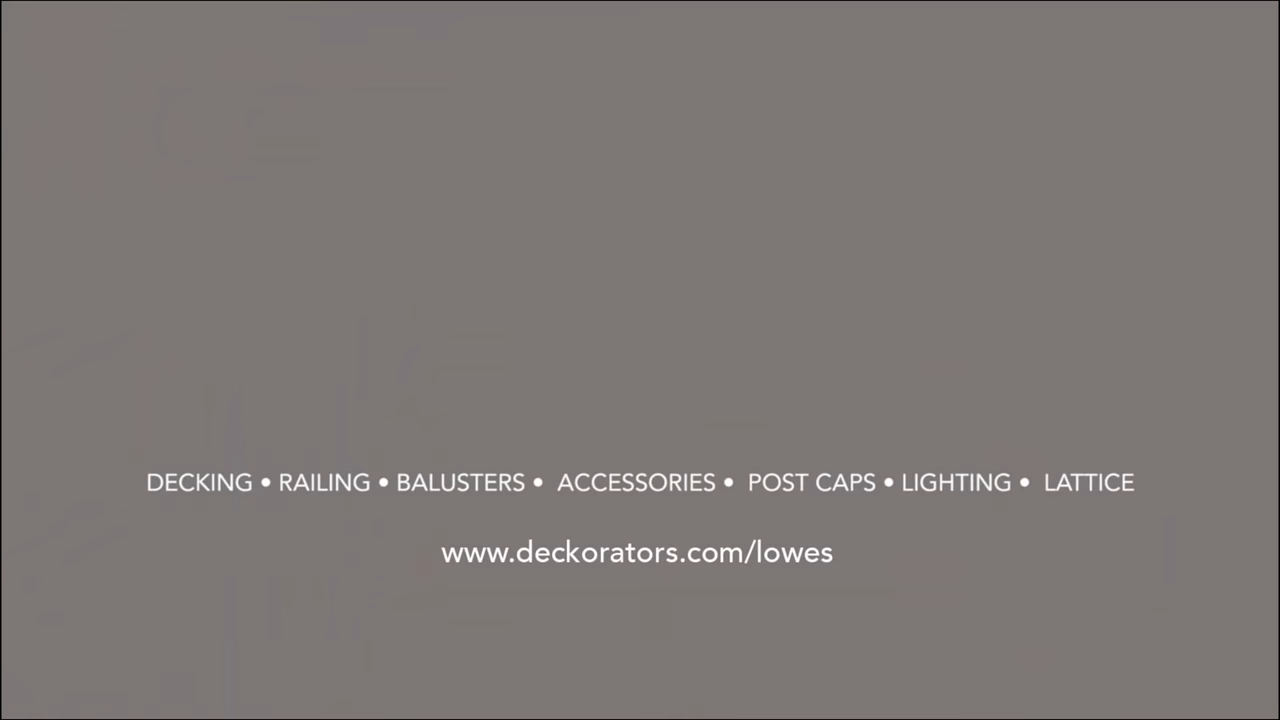 DECKING • RAILING • BALUSTERS • ACCESSORIES • POST CAPS • LIGHTING • LATTICE
www.deckorators.com/lowes